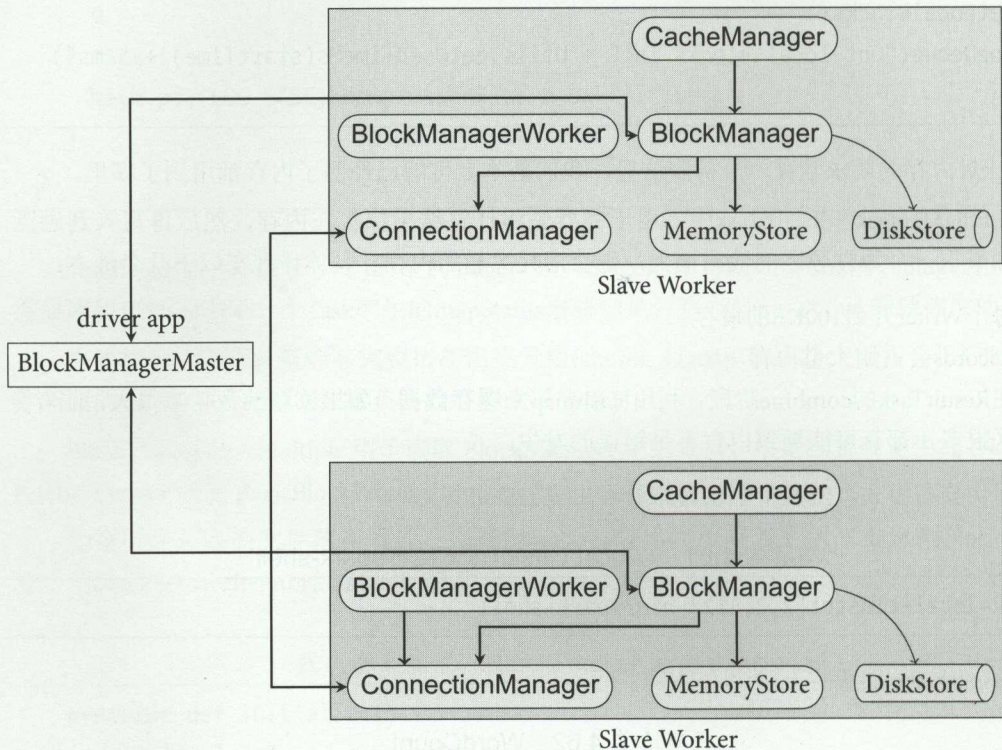 CacheManager
BlockManagerWorker
BlockManager
ConnectionManager
MemoryStore
DiskStore
Slave Worker
driver app
BlockManagerMaster
CacheManager
BlockManagerWorker
BlockManager
ConnectionManager
MemoryStore
DiskStore
Slave Worker